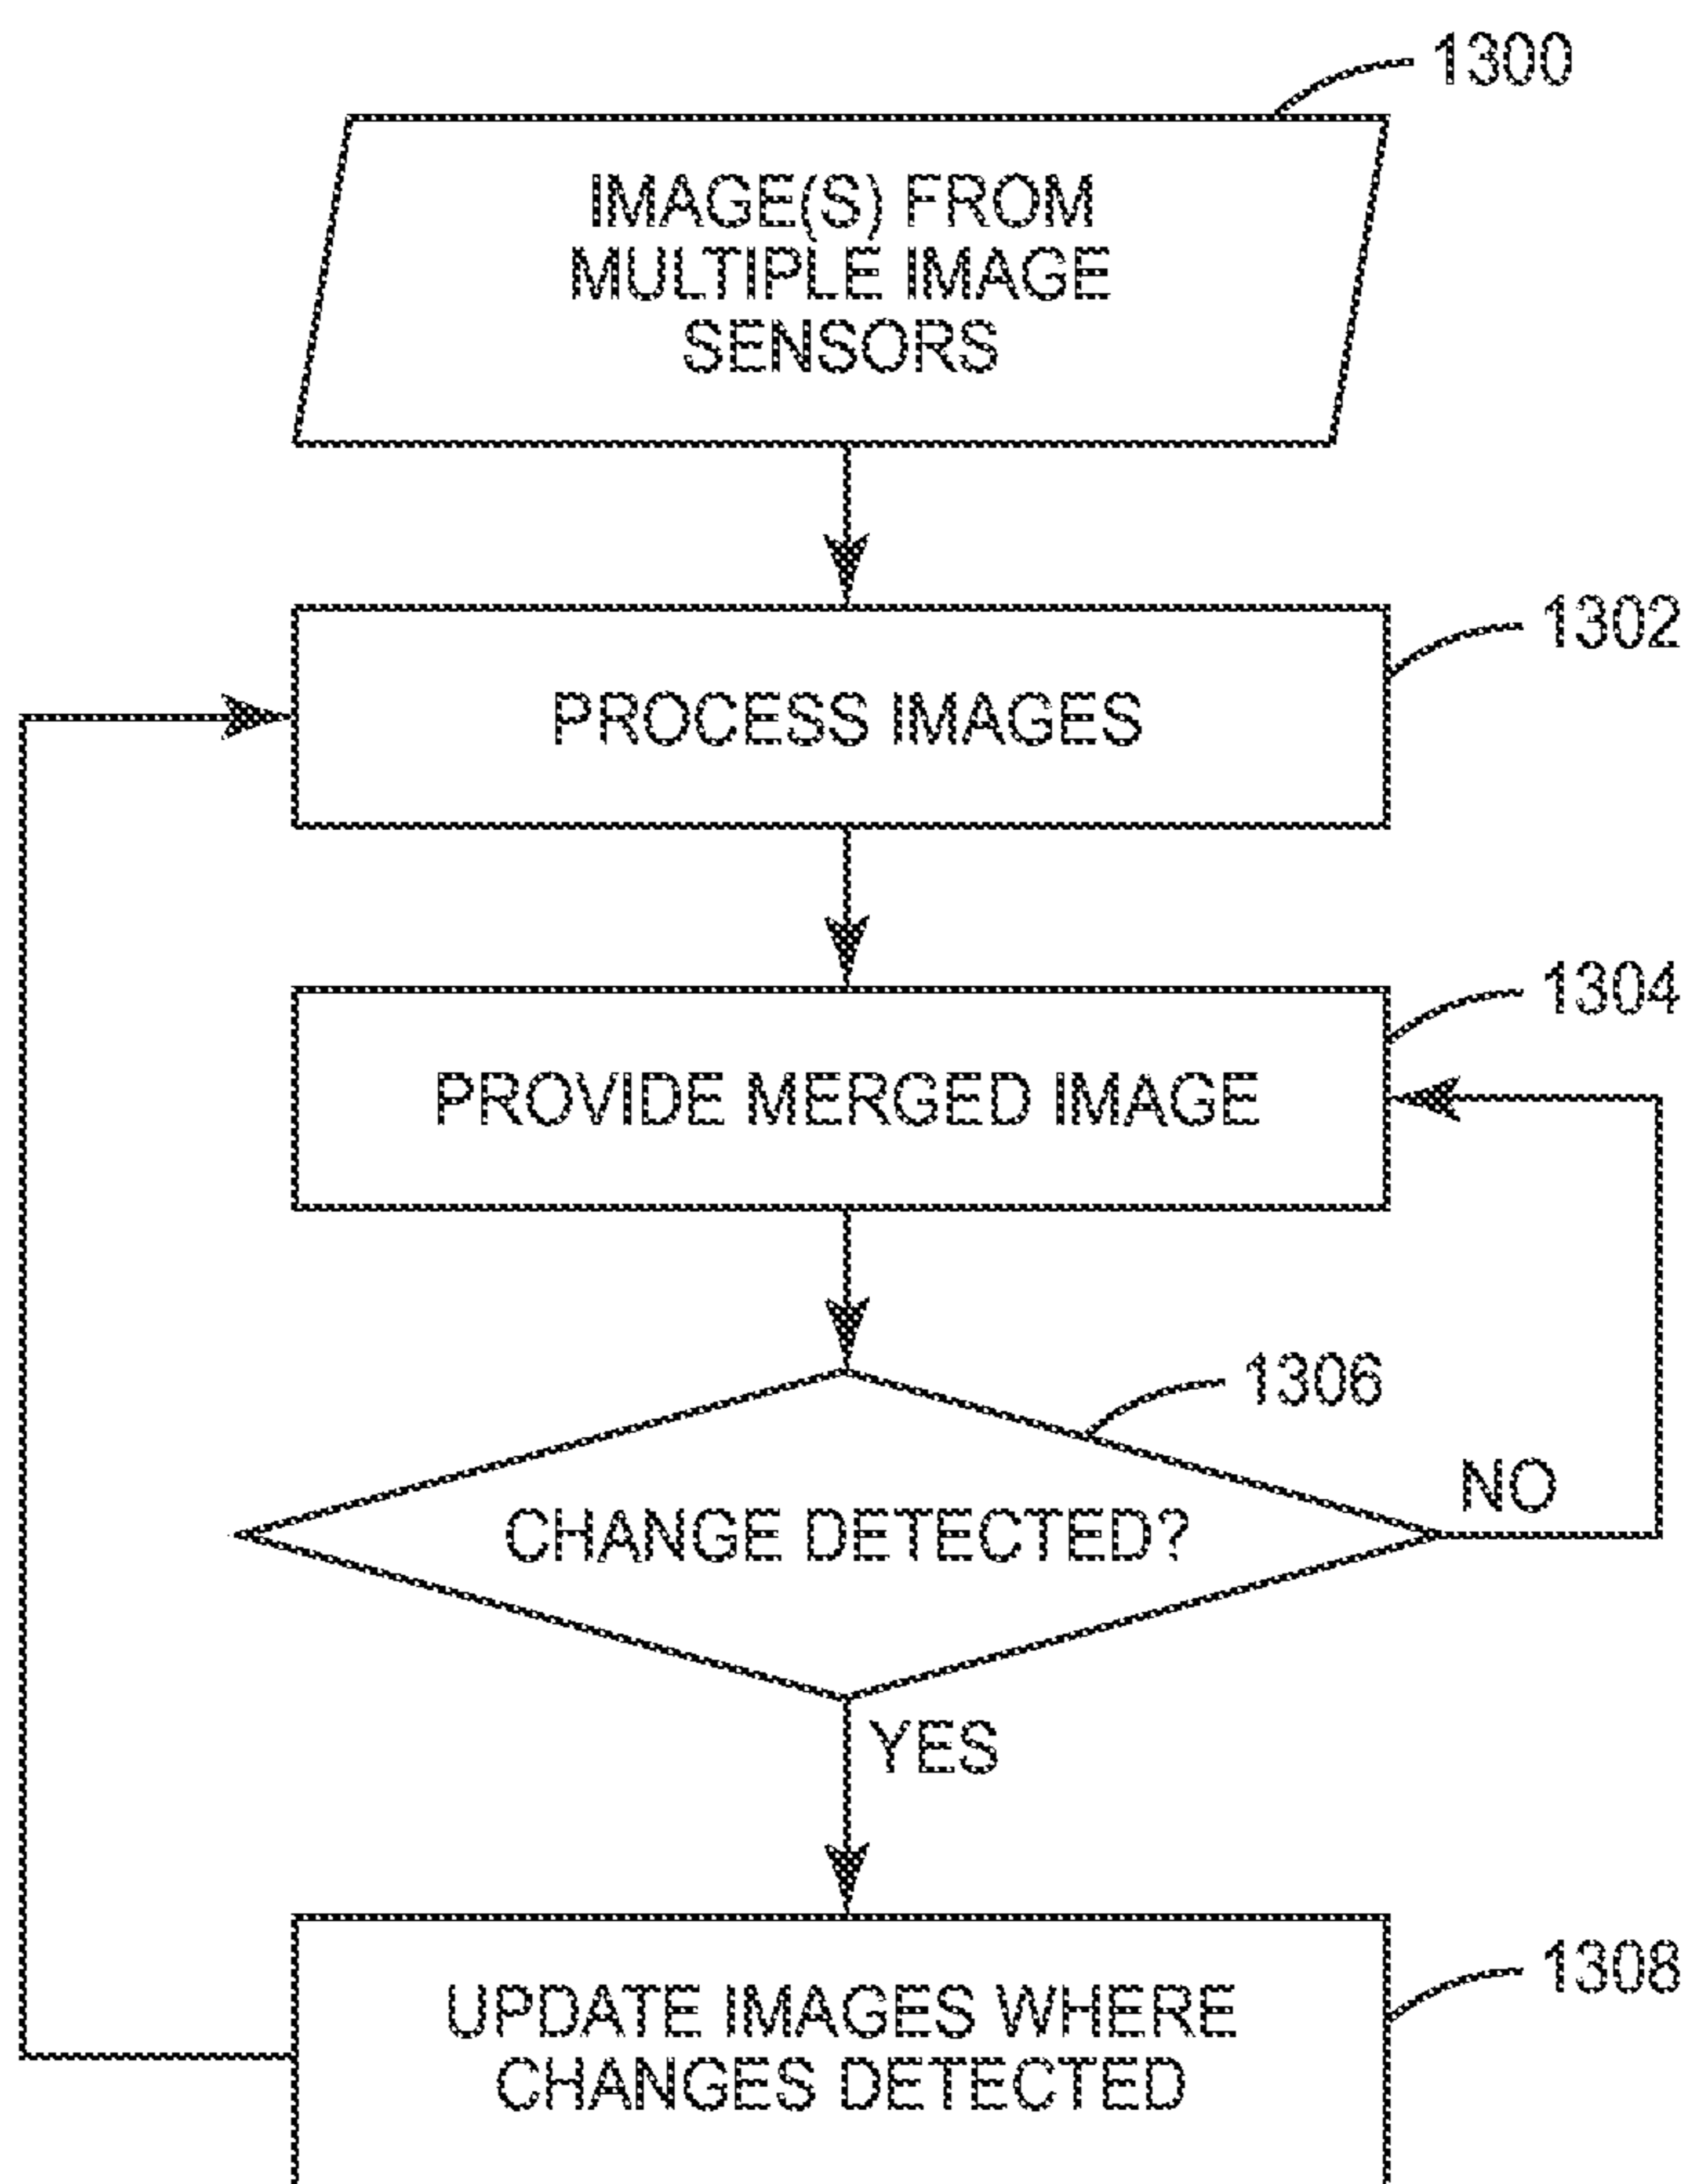 1300
IMAGE(S) FROM
MULTIPLE IMAGE
SENSORS
1302
PROCESS IMAGES
1304
PROVIDE MERGED IMAGE
1306
NO
CHANGE DETECTED?
YES
1308
UPDATE IMAGES WHERE
CHANGES DETECTED